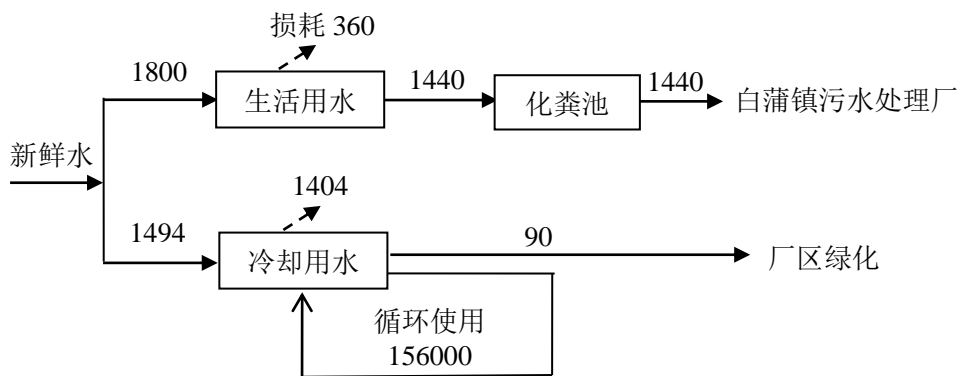 损耗 360
1800
生活用水
1440
化粪池
1440
白蒲镇污水处理厂
新鲜水
1404
1494
冷却用水
90
厂区绿化
循环使用
156000